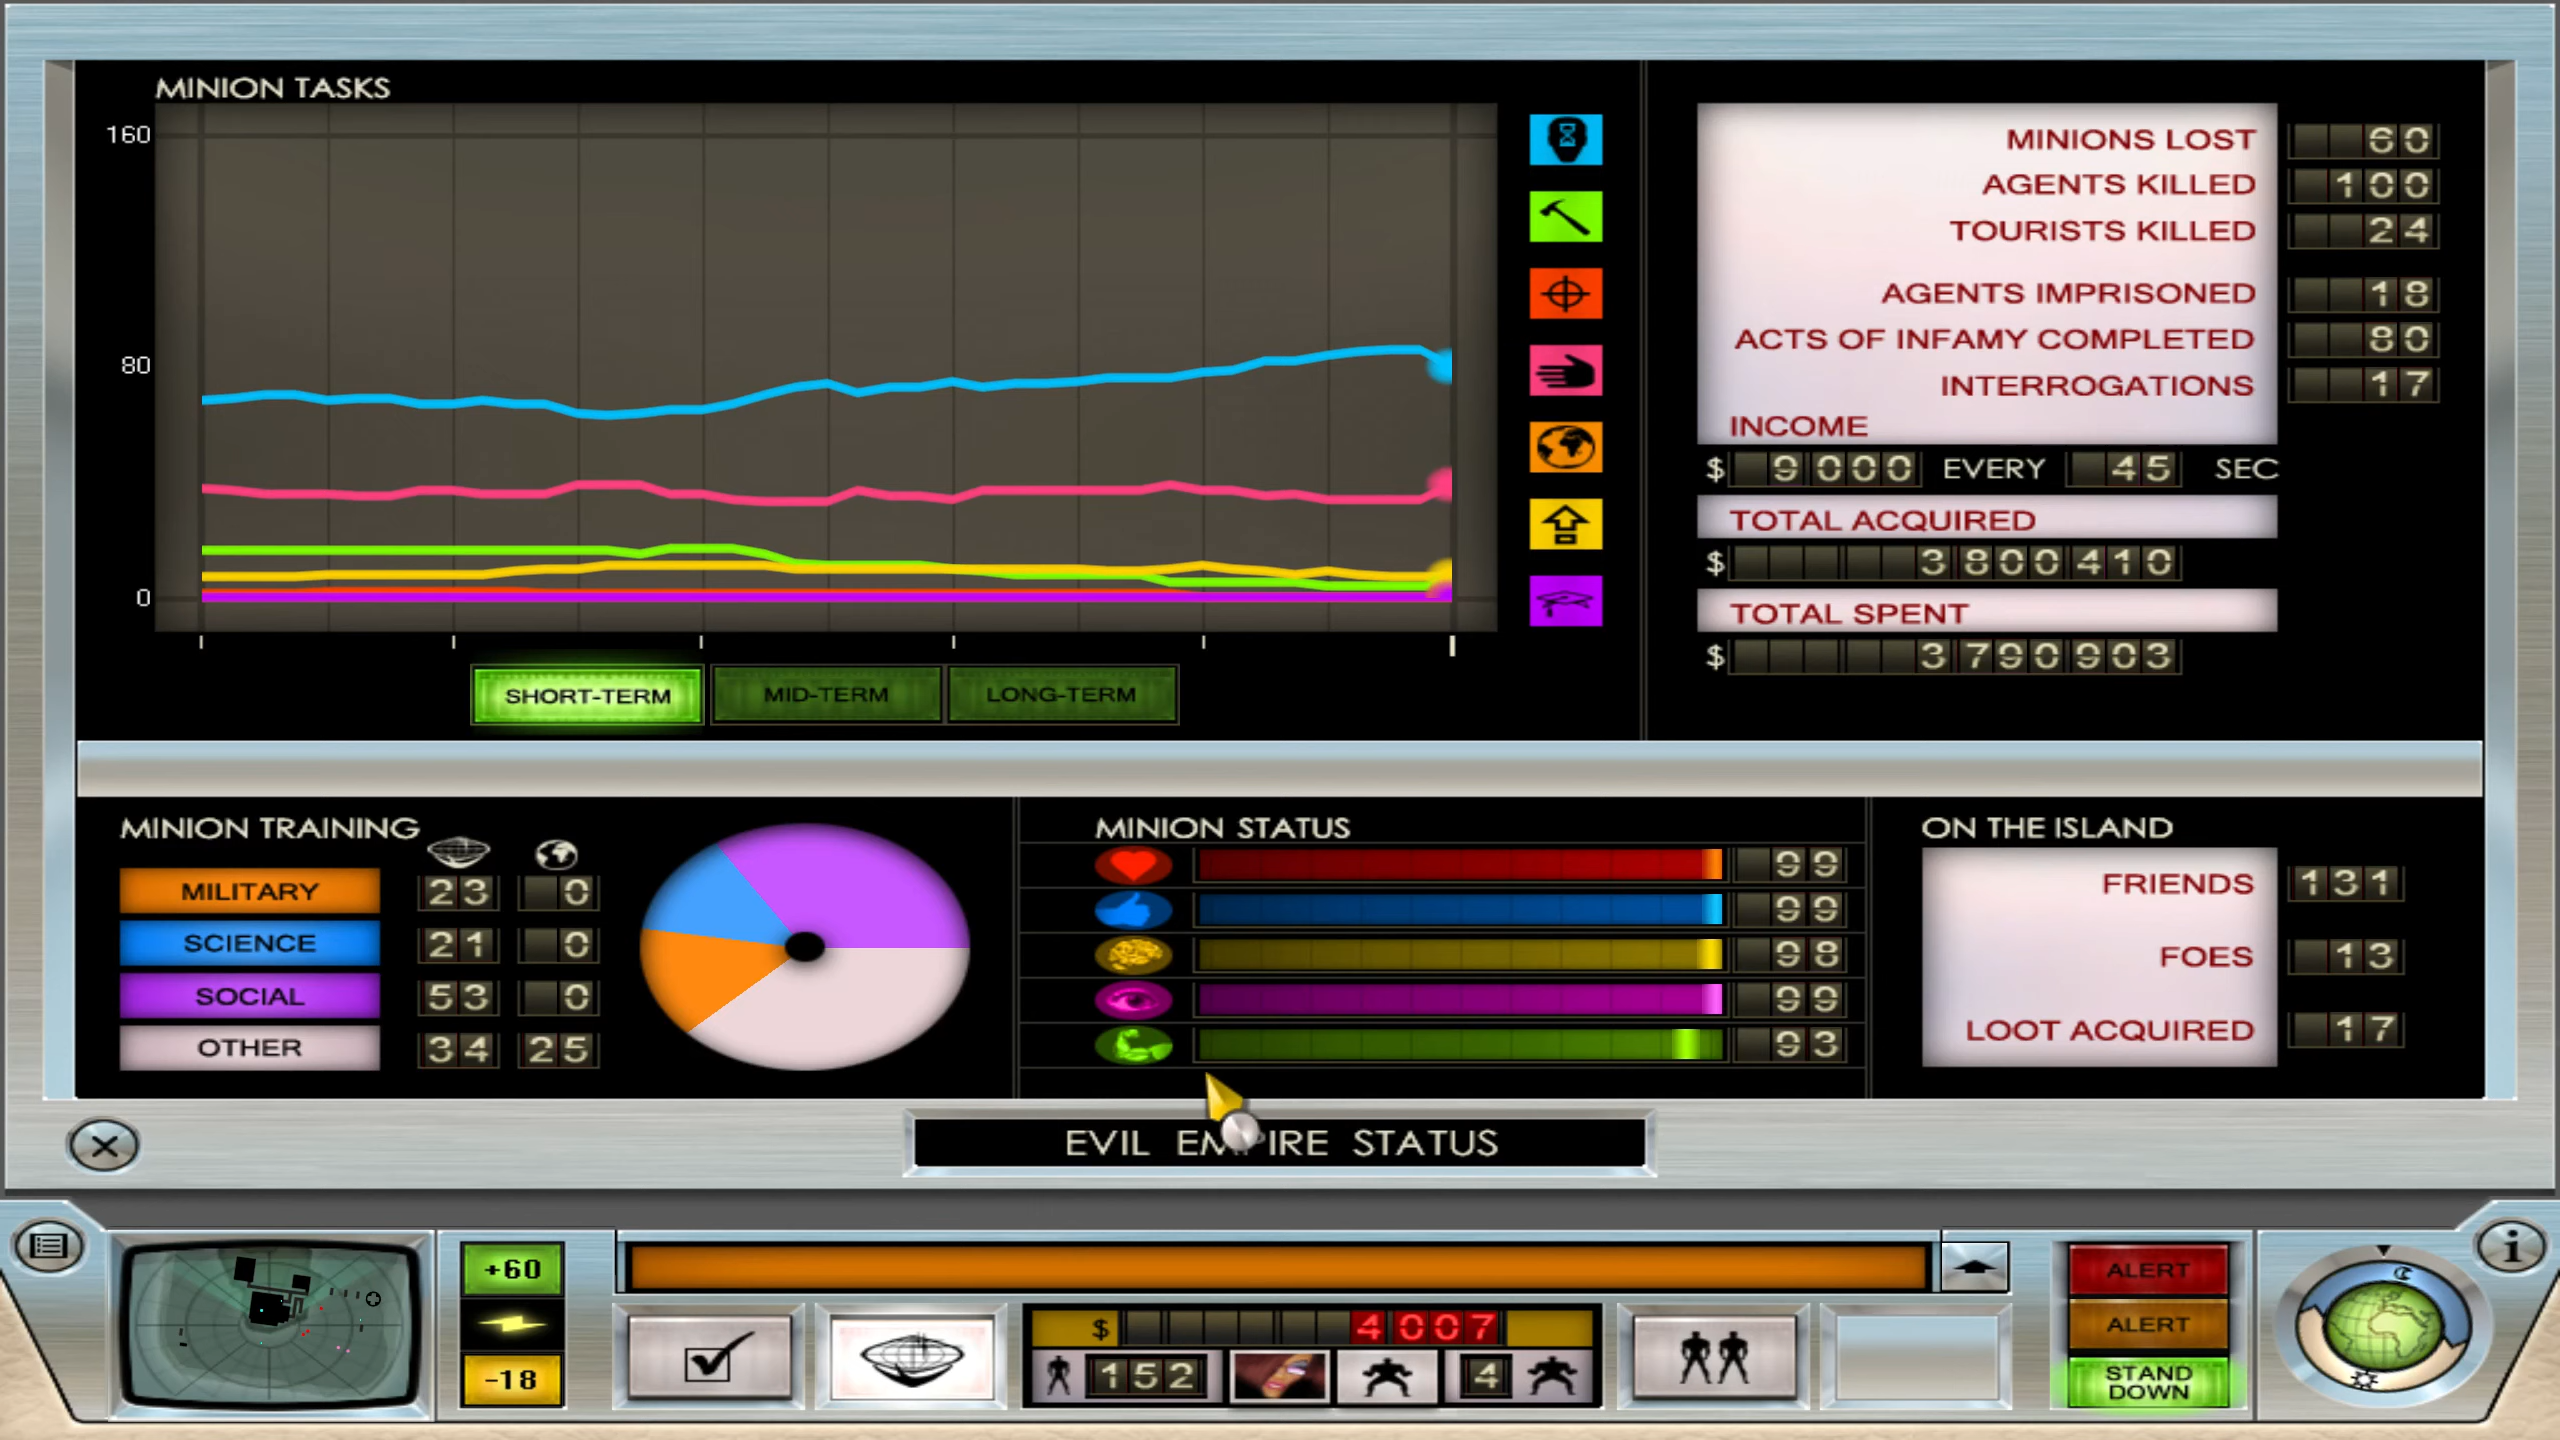 MINION TASKS
160
80
0
SHORT-TERM
MID-TERM
LONG-TERM
MINIONS LOST 60
AGENTS KILLED 100
TOURISTS KILLED 24
AGENTS IMPRISONED 18
ACTS OF INFAMY COMPLETED 80
INTERROGATIONS 17
INCOME
$ 9000 EVERY 45 SEC
TOTAL ACQUIRED
$ 3800410
TOTAL SPENT
$ 3790903
MINION TRAINING
MILITARY 23 0
SCIENCE 21 0
SOCIAL 53 0
OTHER 34 25
MINION STATUS
99
99
98
99
93
ON THE ISLAND
FRIENDS 131
FOES 13
LOOT ACQUIRED 17
EVIL EMPIRE STATUS
+60
-18
$ 4007
152
4
ALERT
ALERT
STAND
DOWN
i